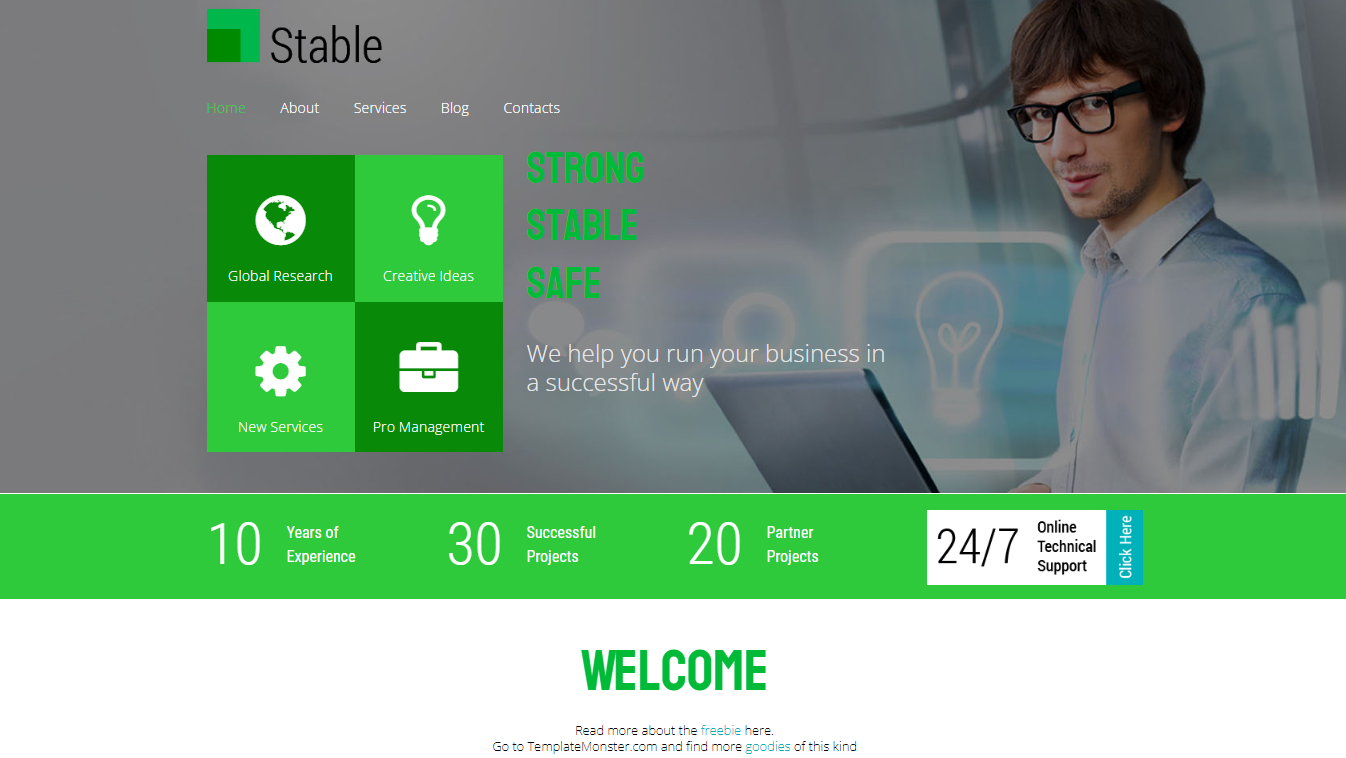 Stable
Home About Services Blog Contacts
Global Research
Creative Ideas
New Services
Pro Management
STRONG
STABLE
SAFE
We help you run your business in
a successful way
10
Years of
Experience
30
Successful
Projects
20
Partner
Projects
24/7
Online
Technical
Support
Click Here
WELCOME
Read more about the freebie here.
Go to TemplateMonster.com and find more goodies of this kind